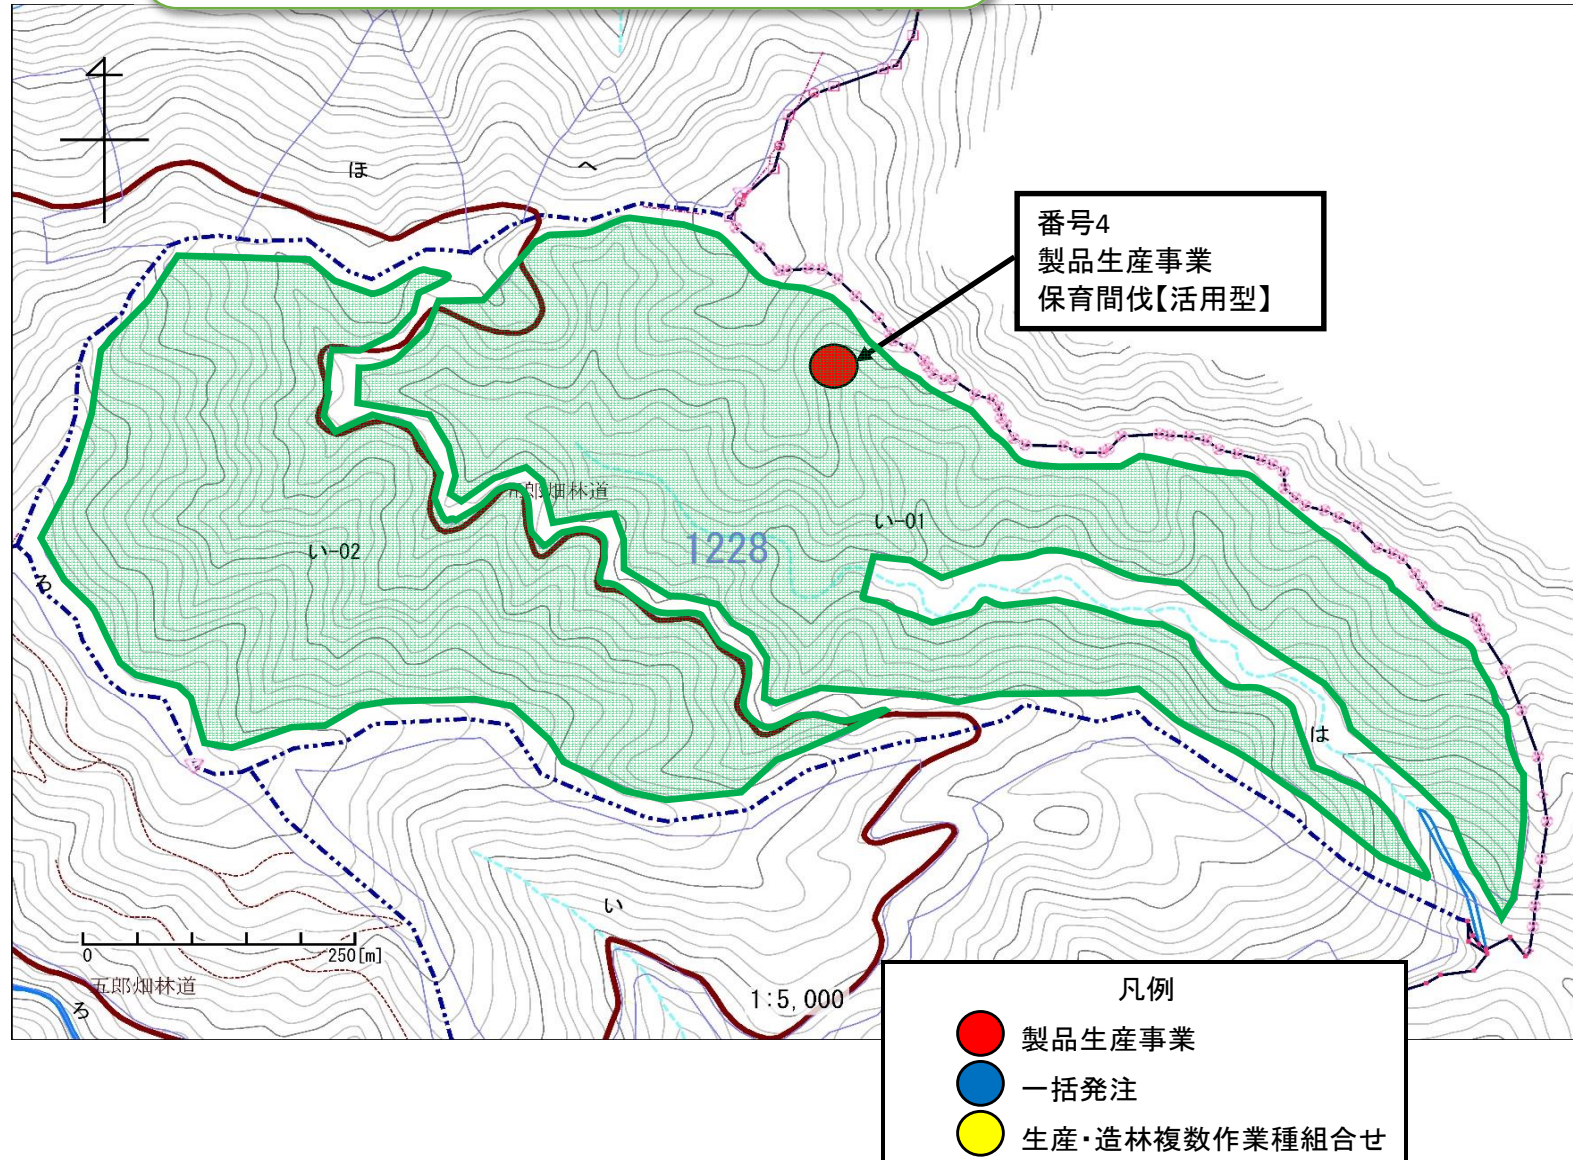 ほ
へ
番号4
製品生産事業
保育間伐【活用型】
郎畑林道
い-01
1228
い-02
ろ
は
い
0 250[m]
五郎畑林道
ろ
1:5,000
凡例
製品生産事業
一括発注
生産・造林複数作業種組合せ